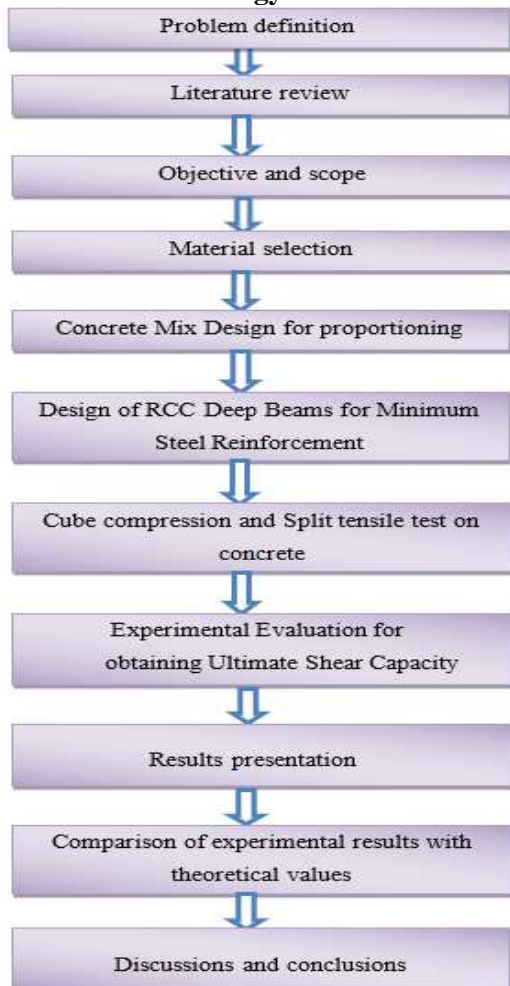 Problem definition
Literature review
Objective and scope
Material selection
Concrete Mix Design for proportioning
Design of RCC Deep Beams for Minimum
Steel Reinforcement
Cube compression and Split tensile test on
concrete
Experimental Evaluation for
obtaining Ultimate Shear Capacity
Results presentation
Comparison of experimental results with
theoretical values
Discussions and conclusions